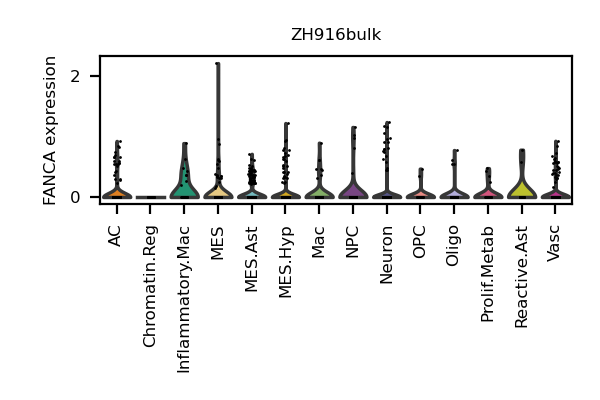 ZH916bulk
FANCA expression
2
0
AC
Chromatin.Reg
Inflammatory.Mac
MES
MES.Ast
MES.Hyp
Mac
NPC
Neuron
OPC
Oligo
Prolif.Metab
Reactive.Ast
Vasc